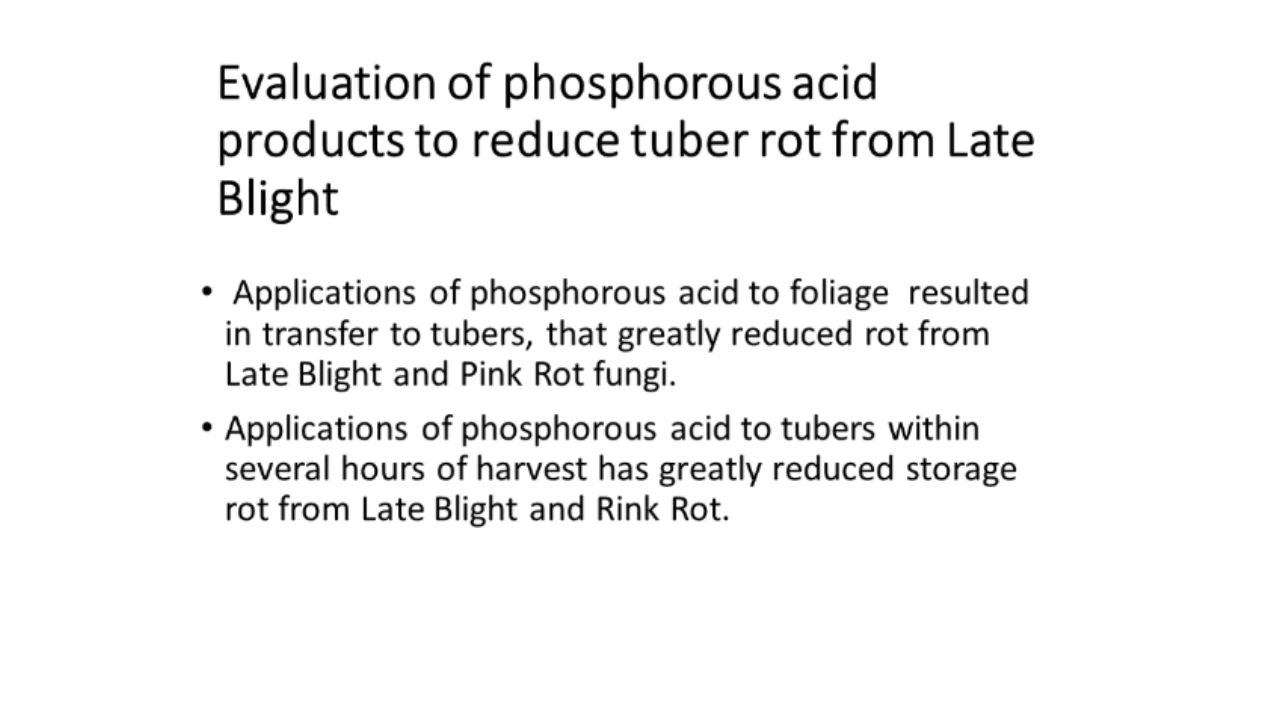 Evaluation of phosphorous acid
products to reduce tuber rot from Late
Blight
• Applications of phosphorous acid to foliage resulted
in transfer to tubers, that greatly reduced rot from
Late Blight and Pink Rot fungi.
• Applications of phosphorous acid to tubers within
several hours of harvest has greatly reduced storage
rot from Late Blight and Rink Rot.